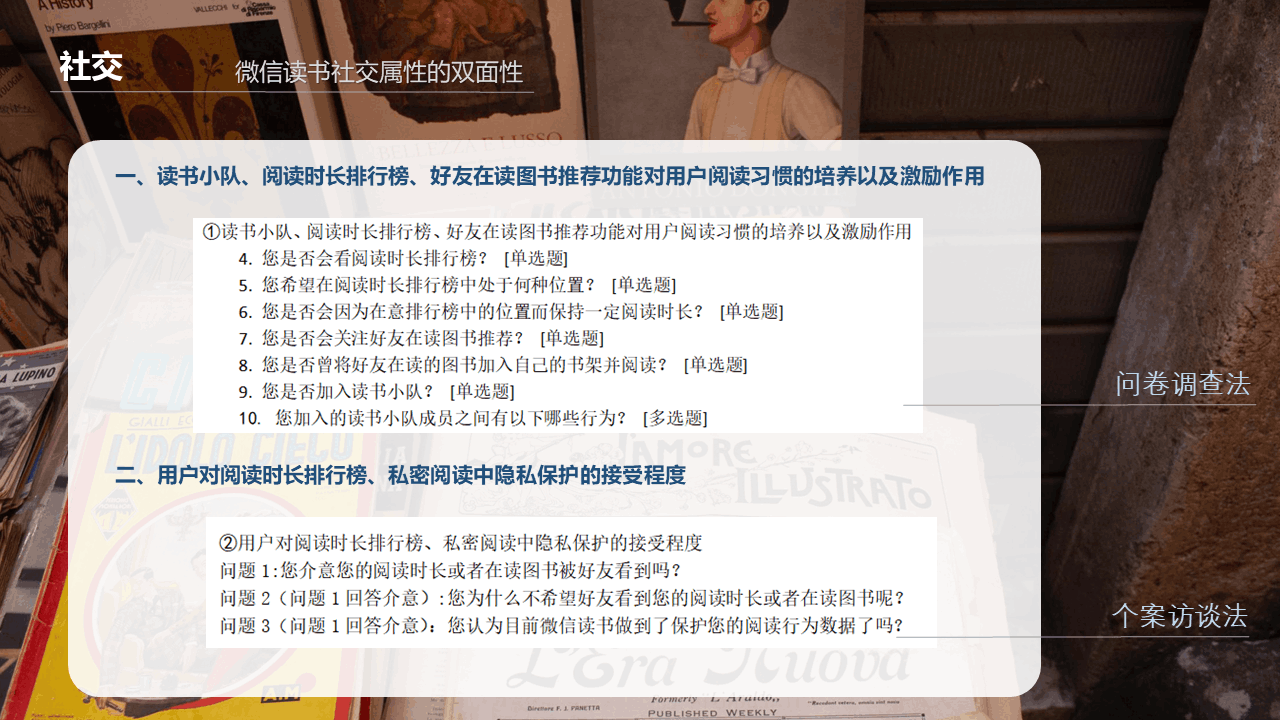 A History
by Piero Bargellini
VALLECCHI
社交
微信读书社交属性的双面性
BELLEZZA E LUSSO
一、读书小队、阅读时长排行榜、好友在读图书推荐功能对用户阅读习惯的培养以及激励作用
①读书小队、阅读时长排行榜、好友在读图书推荐功能对用户阅读习惯的培养以及激励作用
4. 您是否会看阅读时长排行榜? [单选题]
5. 您希望在阅读时长排行榜中处于何种位置? [单选题]
6. 您是否会因为在意排行榜中的位置而保持一定阅读时长? [单选题]
7. 您是否会关注好友在读图书推荐? [单选题]
8. 您是否曾将好友在读的图书加入自己的书架并阅读? [单选题]
9. 您是否加入读书小队? [单选题]
10. 您加入的读书小队成员之间有以下哪些行为? [多选题]
问卷调查法
A LUPINO
L'IDOLO CIELO
L'AMORE
ILLUSTRATO
二、用户对阅读时长排行榜、私密阅读中隐私保护的接受程度
②用户对阅读时长排行榜、私密阅读中隐私保护的接受程度
问题 1:您介意您的阅读时长或者在读图书被好友看到吗?
问题 2（问题 1 回答介意）:您为什么不希望好友看到您的阅读时长或者在读图书呢?
问题 3（问题 1 回答介意）：您认为目前微信读书做到了保护您的阅读行为数据了吗?
个案访谈法
L'Era Nuova
A.M
Direttore F. J. PANETTA
Formerly "L'Araldo,,
PUBLISHED WEEKLY